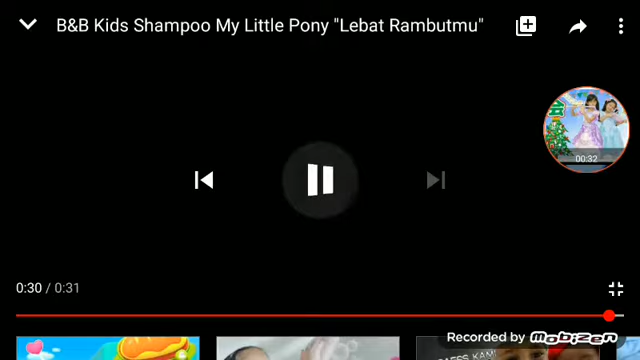 B&B Kids Shampoo My Little Pony "Lebat Rambutmu"
00:32
0:30 / 0:31
Recorded by mobizen